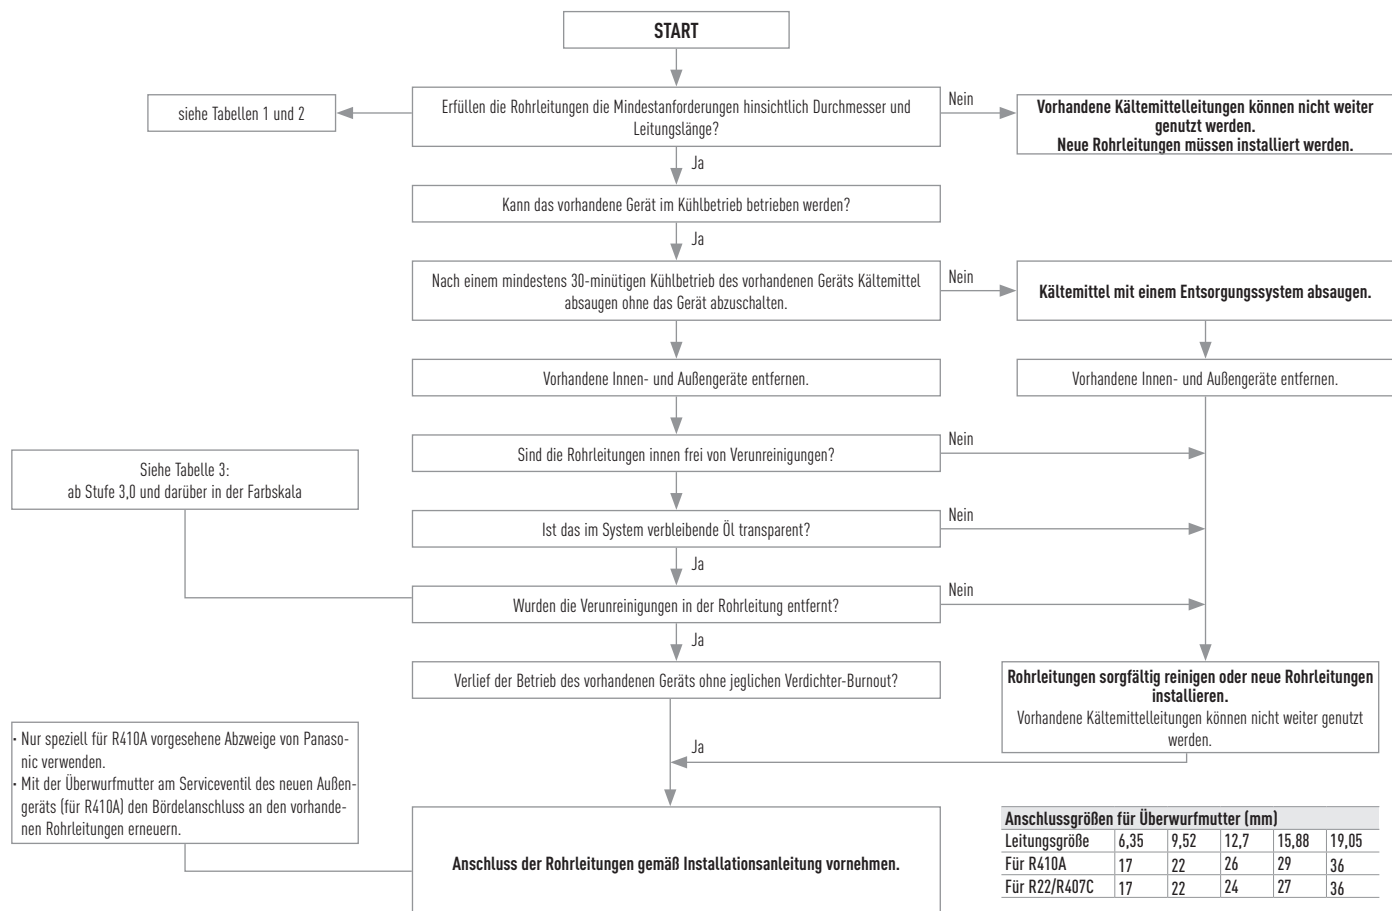 START
siehe Tabellen 1 und 2
Erfüllen die Rohrleitungen die Mindestanforderungen hinsichtlich Durchmesser und
Leitungslänge?
Nein
Vorhandene Kältemittelleitungen können nicht weiter
genutzt werden.
Neue Rohrleitungen müssen installiert werden.
Ja
Kann das vorhandene Gerät im Kühlbetrieb betrieben werden?
Ja
Nach einem mindestens 30-minütigen Kühlbetrieb des vorhandenen Geräts Kältemittel
absaugen ohne das Gerät abzuschalten.
Nein
Kältemittel mit einem Entsorgungssystem absaugen.
Vorhandene Innen- und Außengeräte entfernen.
Vorhandene Innen- und Außengeräte entfernen.
Sind die Rohrleitungen innen frei von Verunreinigungen?
Nein
Siehe Tabelle 3:
ab Stufe 3,0 und darüber in der Farbskala
Ist das im System verbleibende Öl transparent?
Nein
Ja
Wurden die Verunreinigungen in der Rohrleitung entfernt?
Nein
Ja
Verlief der Betrieb des vorhandenen Geräts ohne jeglichen Verdichter-Burnout?
Rohrleitungen sorgfältig reinigen oder neue Rohrleitungen
installieren.
Vorhandene Kältemittelleitungen können nicht weiter genutzt
werden.
Ja
· Nur speziell für R410A vorgesehene Abzweige von Panaso-
nic verwenden.
· Mit der Überwurfmutter am Serviceventil des neuen Außen-
geräts (für R410A) den Bördelanschluss an den vorhande-
nen Rohrleitungen erneuern.
Anschluss der Rohrleitungen gemäß Installationsanleitung vornehmen.
Anschlussgrößen für Überwurfmutter (mm)
Leitungsgröße 6,35 9,52 12,7 15,88 19,05
Für R410A 17 22 26 29 36
Für R22/R407C 17 22 24 27 36